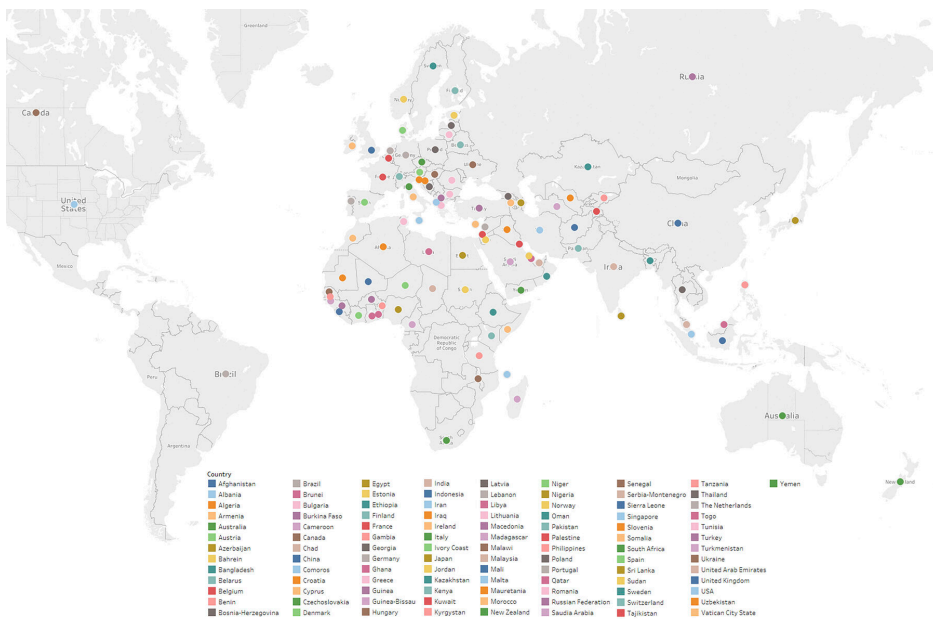 Greenland
Canada
Russia
United
States
Mexico
Kazakhstan
Mongolia
China
India
Democratic
Republic
of Congo
Peru
Brazil
Argentina
Australia
Country
Afghanistan
Albania
Algeria
Armenia
Australia
Austria
Azerbaijan
Bahrein
Bangladesh
Belarus
Belgium
Benin
Bosnia-Herzegovina
Brazil
Brunei
Bulgaria
Burkina Faso
Cameroon
Canada
Chad
China
Comoros
Croatia
Cyprus
Czechoslovakia
Denmark
Egypt
Estonia
Ethiopia
Finland
France
Gambia
Georgia
Germany
Ghana
Greece
Guinea
Guinea-Bissau
Hungary
India
Indonesia
Iran
Iraq
Ireland
Italy
Ivory Coast
Japan
Jordan
Kazakhstan
Kenya
Kuwait
Kyrgystan
Latvia
Lebanon
Libya
Lithuania
Macedonia
Madagascar
Malawi
Malaysia
Mali
Malta
Mauretania
Morocco
New Zealand
Niger
Nigeria
Norway
Oman
Pakistan
Palestine
Philippines
Poland
Portugal
Qatar
Romania
Russian Federation
Saudi Arabia
Senegal
Serbia-Montenegro
Sierra Leone
Singapore
Slovenia
Somalia
South Africa
Spain
Sri Lanka
Sudan
Sweden
Switzerland
Tajikistan
Tanzania
Thailand
The Netherlands
Togo
Tunisia
Turkey
Turkmenistan
Ukraine
United Arab Emirates
United Kingdom
USA
Uzbekistan
Vatican City State
Yemen